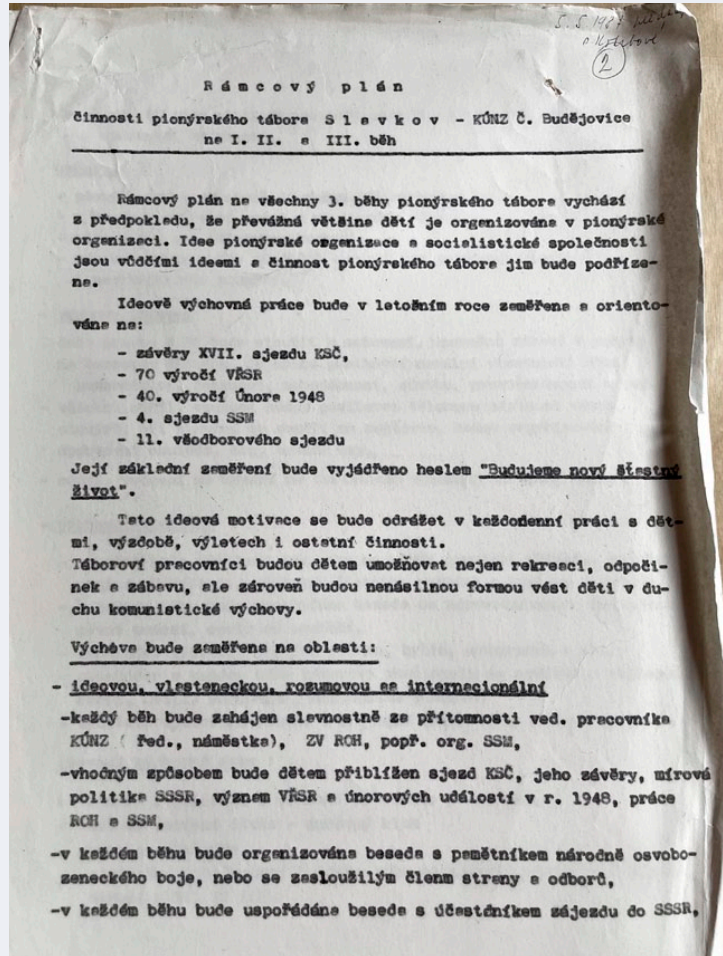 5. 5. 1987
2
Rámcový plán
činnosti pionýrského tábora Slavkov - KÚNZ Č. Budějovice
na I. II. a III. běh
Rámcový plán na všechny 3. běhy pionýrského tábora vychází
z předpokladu, že převážná většina dětí je organizována v pionýrské
organizaci. Idee pionýrské organizace a socialistické společnosti
jsou vůdčími ideemi a činnost pionýrského tábora jim bude podříze-
na.
Ideově výchovná práce bude v letošním roce zaměřena a oriento-
vána na:
- závěry XVII. sjezdu KSČ,
- 70 výročí VŘSR
- 40. výročí Února 1948
- 4. sjezdu SSM
- 11. všodborového sjezdu
Její základní zaměření bude vyjádřeno heslem "Budujeme nový šťastný
život".
Tato ideová motivace se bude odrážet v každodenní práci s dět-
mi, výzdobě, výletech i ostatní činnosti.
Táboroví pracovníci budou dětem umožňovat nejen rekreaci, odpoči-
nek a zábavu, ale zároveň budou nenásilnou formou vést děti v du-
chu komunistické výchovy.
Výchova bude zaměřena na oblasti:
- ideovou, vlasteneckou, rozumovou aa internacionální
-každý běh bude zahájen slavnostně za přítomnosti ved. pracovníka
KÚNZ ( řed., náměstka), ZV ROH, popř. org. SSM,
-vhodným způsobem bude dětem přiblížen sjezd KSČ, jeho závěry, mírová
politika SSSR, význam VŘSR a únorových událostí v r. 1948, práce
ROH a SSM,
-v každém běhu bude organizována beseda s pamětníkem národně osvobo-
zeneckého boje, nebo se zasloužilým členm strany a odborů,
-v každém běhu bude uspořádána beseda s účastáníkem zájezdu do SSSR,